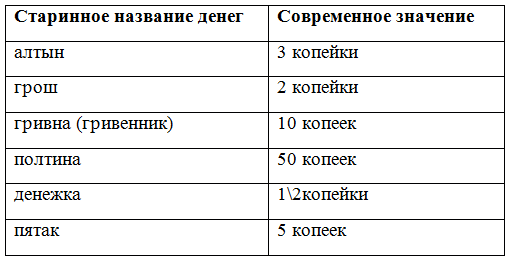 Старинное название денег Современное значение
алтын 3 копейки
грош 2 копейки
гривна (гривенник) 10 копеек
полтина 50 копеек
денежка 1\2копейки
пятак 5 копеек